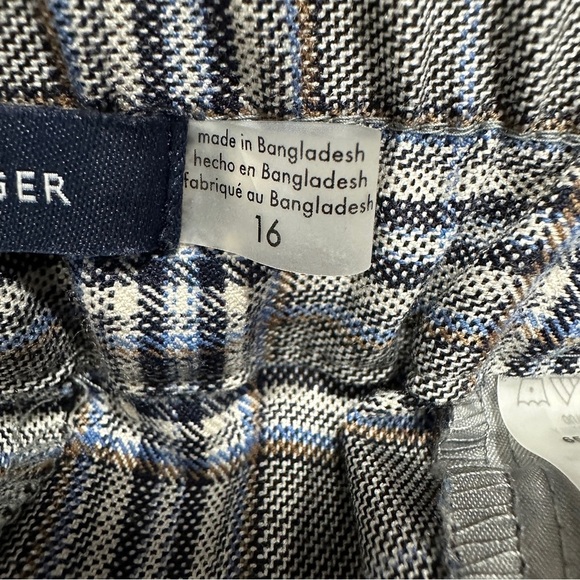 GER
made in Bangladesh
hecho en Bangladesh
fabriqué au Bangladesh
16